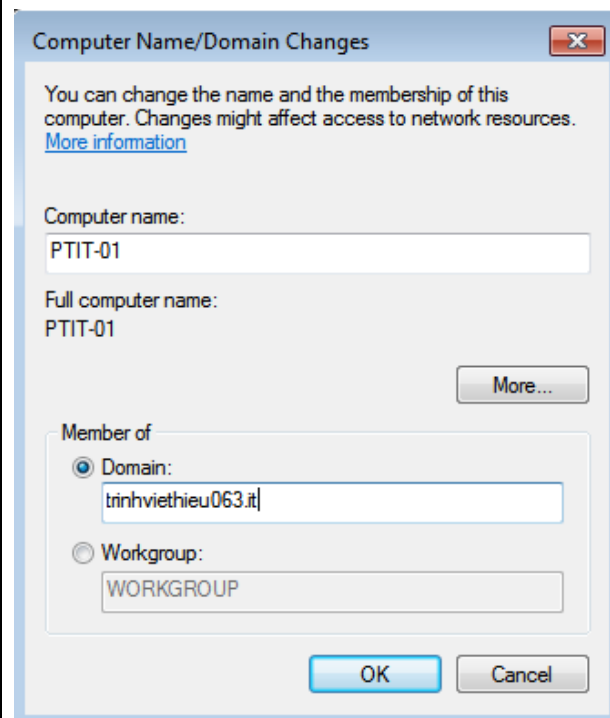 Computer Name/Domain Changes
You can change the name and the membership of this
computer. Changes might affect access to network resources.
More information
Computer name:
PTIT-01
Full computer name:
PTIT-01
More...
Member of
Domain:
trinhviethieu063.it
Workgroup:
WORKGROUP
OK
Cancel